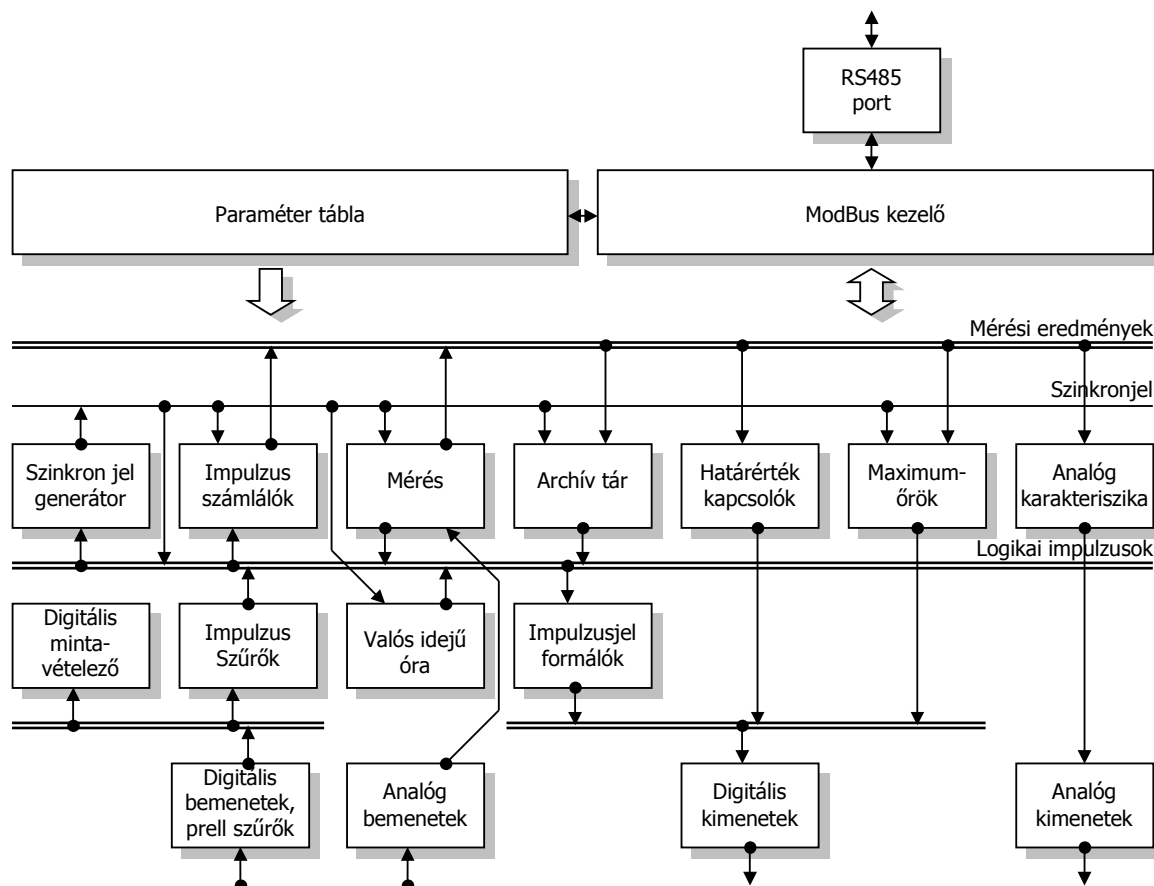 RS485
port
Paraméter tábla
ModBus kezelő
Mérési eredmények
Szinkronjel
Szinkron jel
generátor
Impulzus
számlálók
Mérés
Archív tár
Határérték
kapcsolók
Maximum-
őrök
Analóg
karakteriszika
Logikai impulzusok
Digitális
minta-
vételező
Impulzus
Szűrők
Valós idejű
óra
Impulzusjel
formálók
Digitális
bemenetek,
prell szűrők
Analóg
bemenetek
Digitális
kimenetek
Analóg
kimenetek